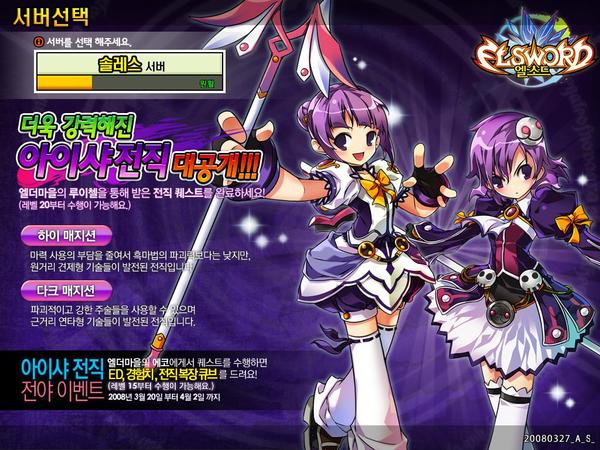 서버선택
서버를 선택 해주세요.
솔레스 서버
원활
ELSWORD
엘소드
더욱 강력해진
아이샤 전직 대공개!!!
엘더마을의 루이첼을 통해 받은 전직 퀘스트를 완료하세요!
(레벨 20부터 수행이 가능해요.)
하이 매지션
마력 사용의 부담을 줄여서 흑마법의 파괴력보다는 낮지만,
원거리 견제형 기술들이 발전된 전직입니다
다크 매지션
파괴적이고 강한 주술들을 사용할 수 있으며
근거리 연타형 기술들이 발전된 전직입니다.
아이샤 전직
전야 이벤트
엘더마을의 에코에게서 퀘스트를 수행하면
ED, 경험치, 전직 복장 큐브를 드려요!
(레벨 15부터 수행이 가능해요.)
2008년 3월 20일 부터 4월 2일 까지
20080327_A_S_